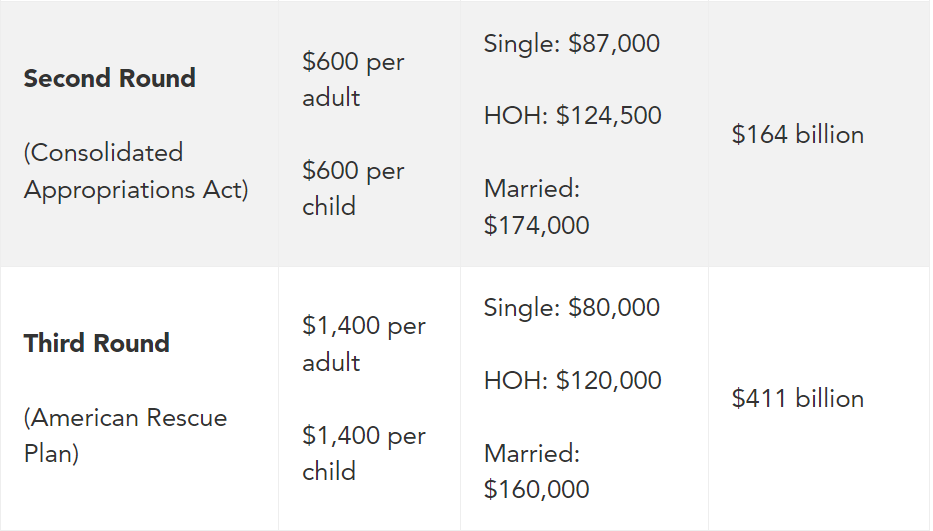 Second Round
(Consolidated
Appropriations Act)
$600 per
adult
$600 per
child
Single: $87,000
HOH: $124,500
Married:
$174,000
$164 billion
Third Round
(American Rescue
Plan)
$1,400 per
adult
$1,400 per
child
Single: $80,000
HOH: $120,000
Married:
$160,000
$411 billion